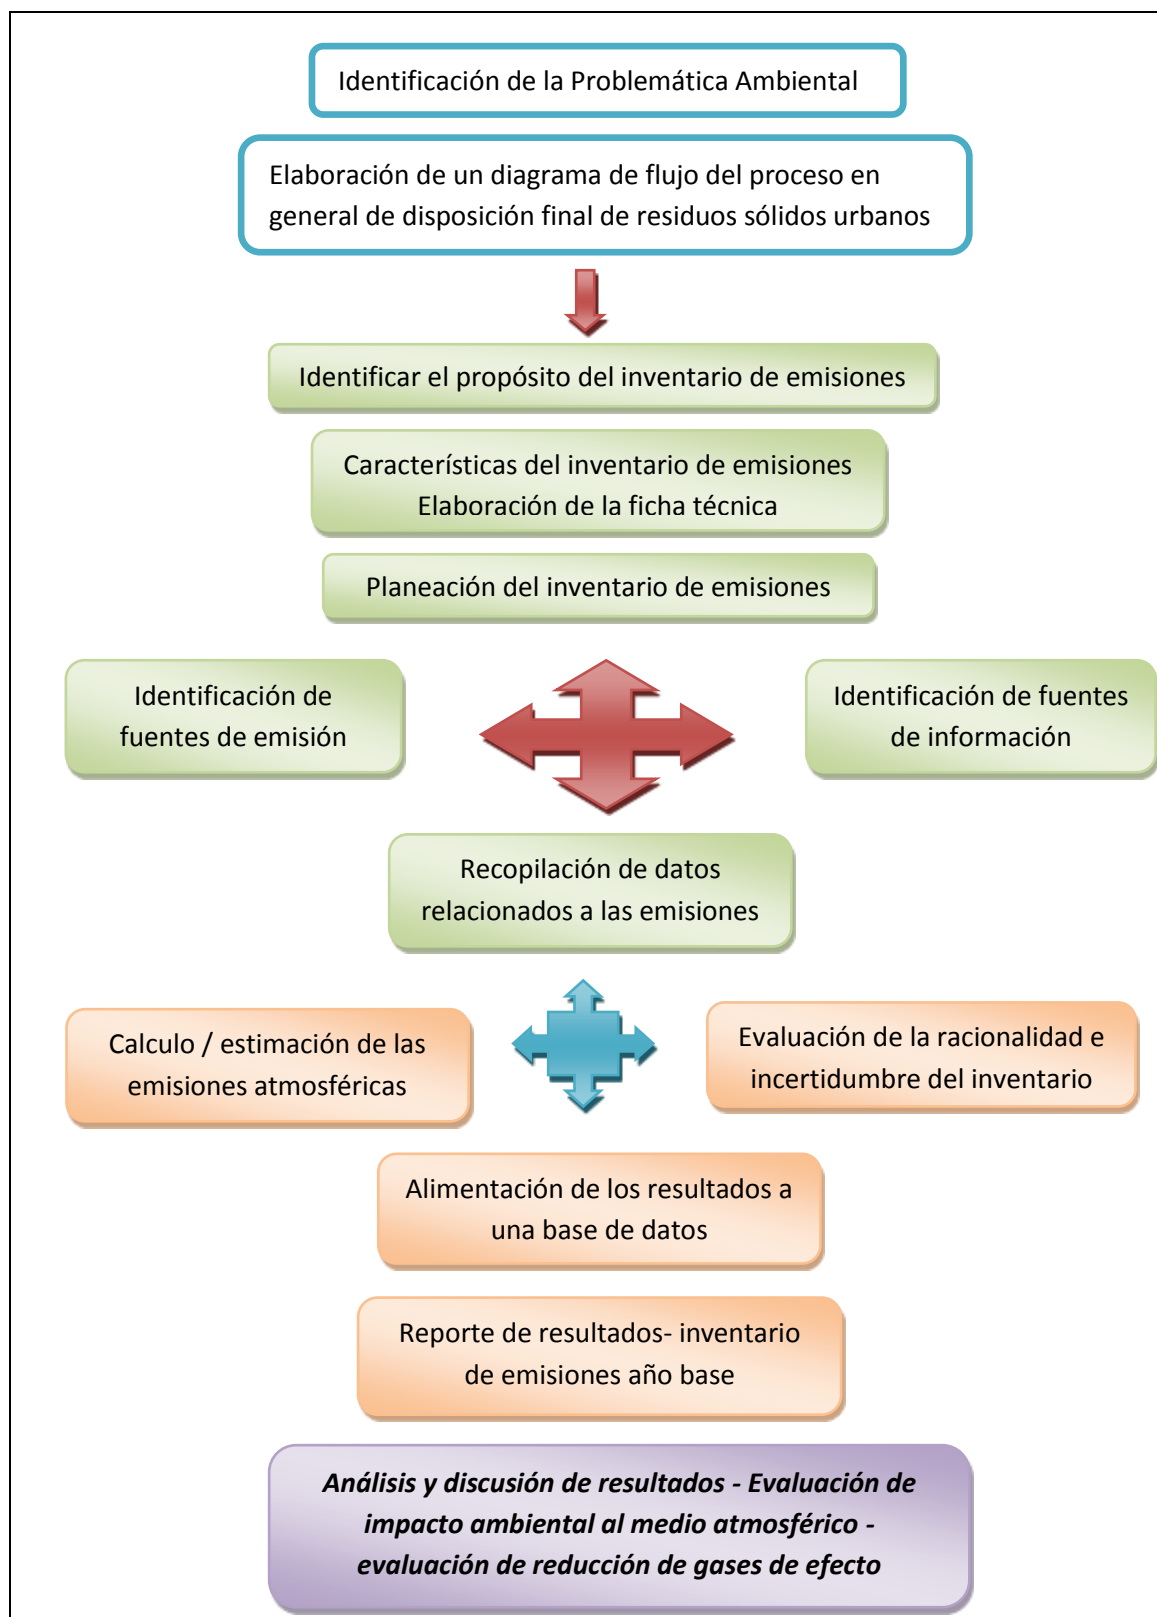 Identificación de la Problemática Ambiental
Elaboración de un diagrama de flujo del proceso en
general de disposición final de residuos sólidos urbanos
Identificar el propósito del inventario de emisiones
Característicass del inventario de emisiones
Elaboración de la ficha técnica
Planeación del inventario de emisiones
Identificación de
fuentes de emisión
Identificación de fuentes
de información
Recopilación de datos
relacionados a las emisiones
Calculo / estimación de las
emisiones atmosféricas
Evaluación de la racionalidad e
incertidumbre del inventario
Alimentación de los resultados a
una base de datos
Reporte de resultados- inventario
de emisiones año base
Análisis y discusión de resultados - Evaluación de
impacto ambiental al medio atmosférico -
evaluación de reducción de gases de efecto